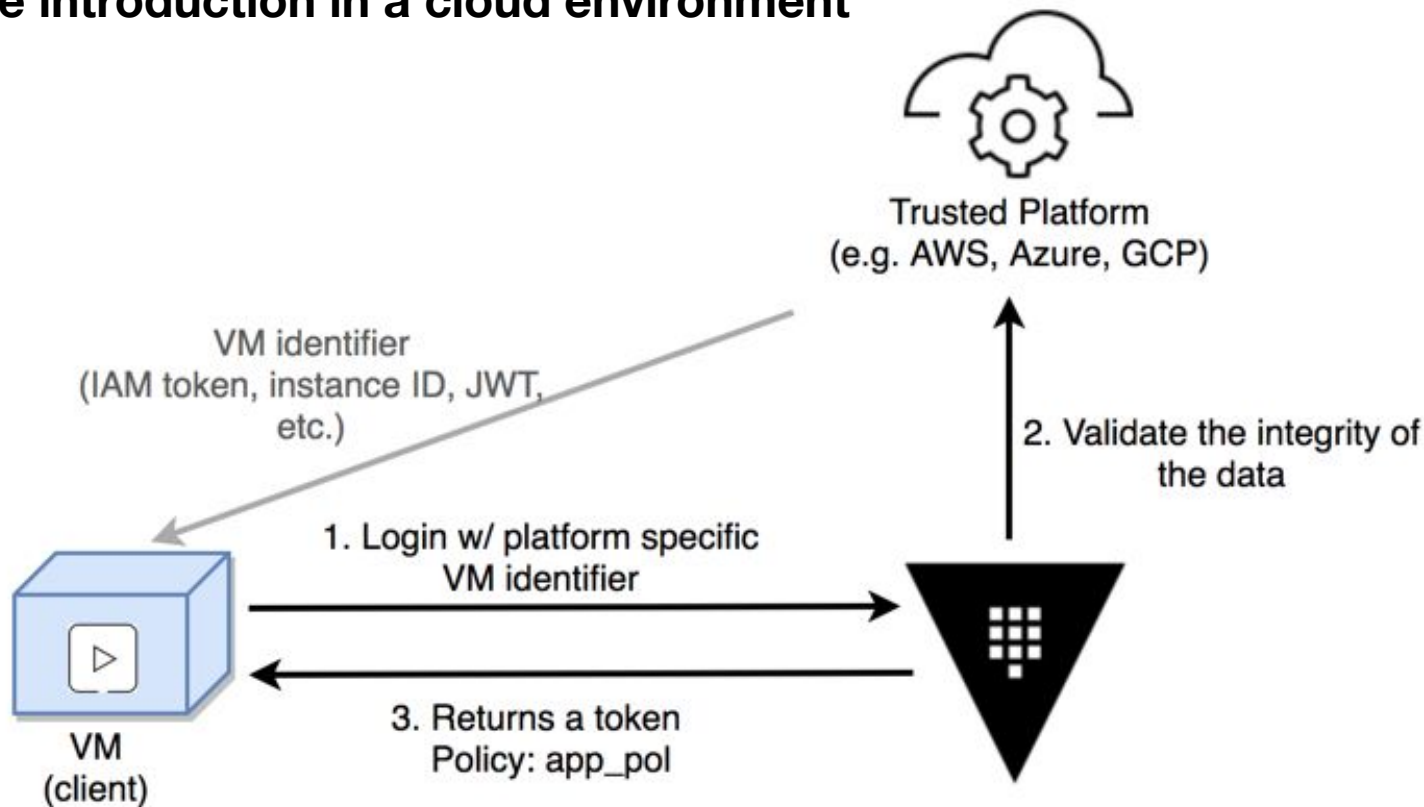 e introduction in a cloud environment
Trusted Platform
(e.g. AWS, Azure, GCP)
VM identifier
(IAM token, instance ID, JWT,
etc.)
2. Validate the integrity of
the data
1. Login w/ platform specific
VM identifier
3. Returns a token
Policy: app_pol
VM
(client)